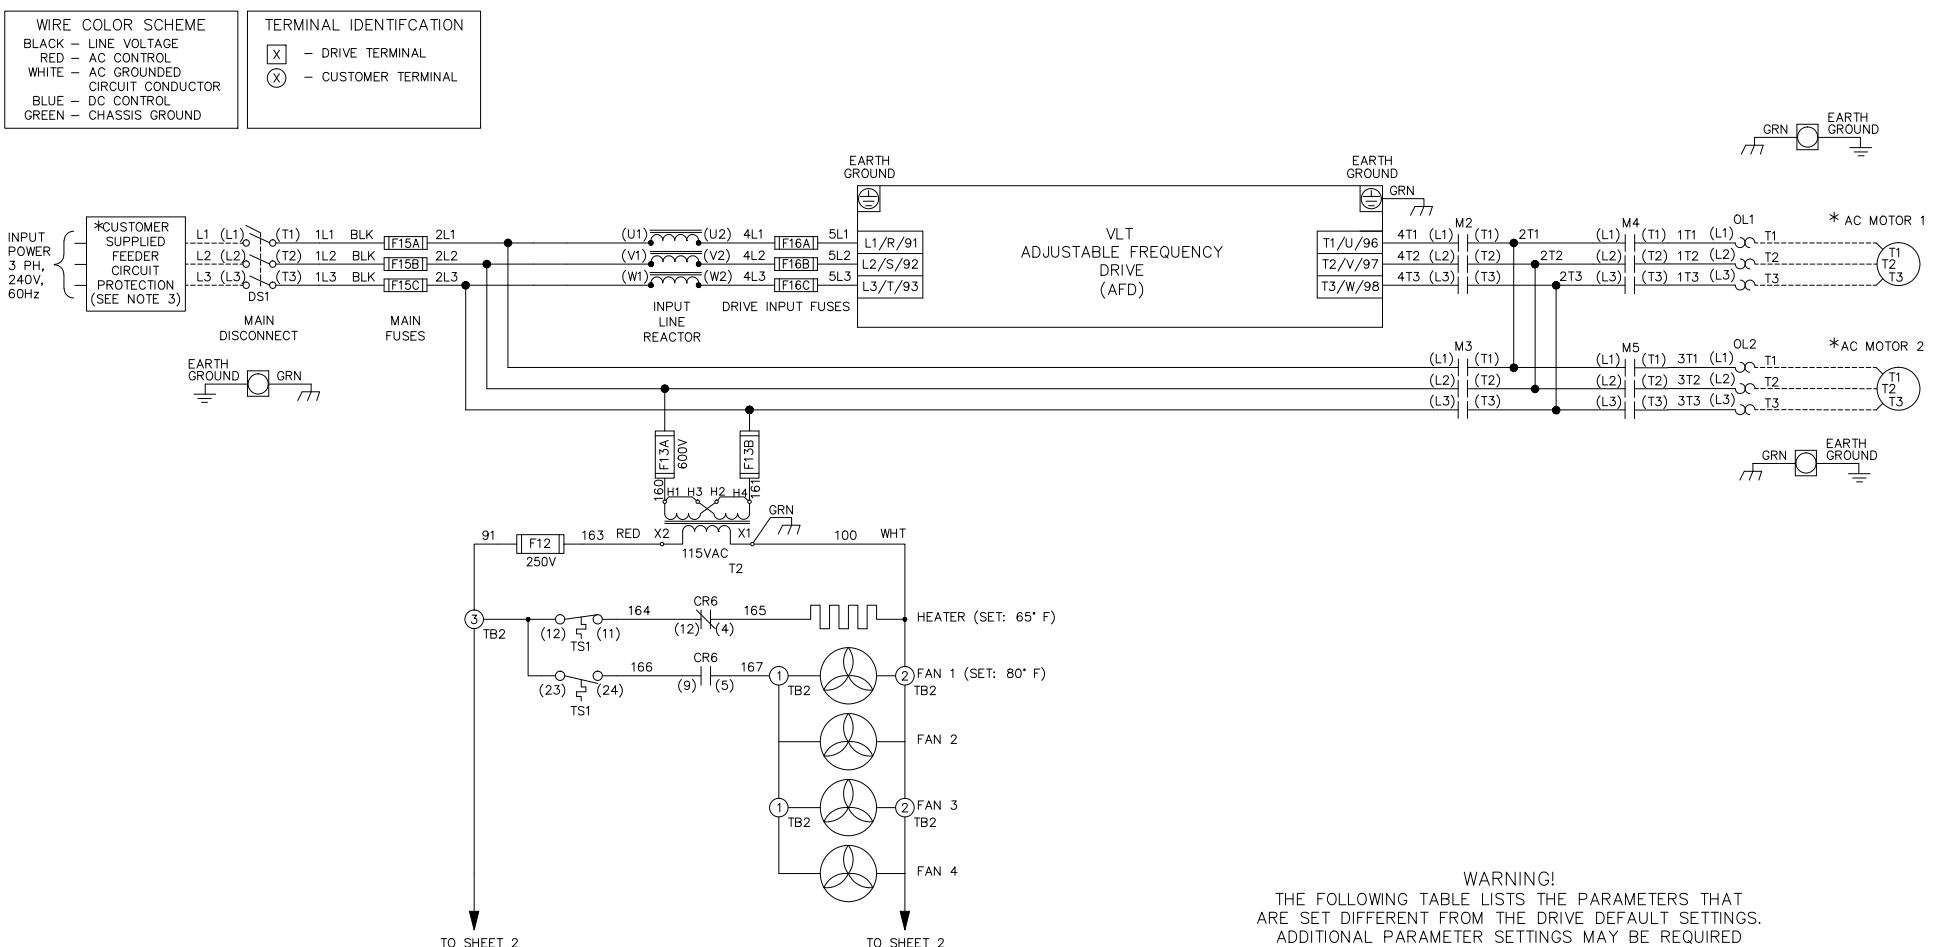 WIRE COLOR SCHEME
BLACK – LINE VOLTAGE
RED – AC CONTROL
WHITE – AC GROUNDED
CIRCUIT CONDUCTOR
BLUE – DC CONTROL
GREEN – CHASSIS GROUND
TERMINAL IDENTIFCATION
X – DRIVE TERMINAL
X – CUSTOMER TERMINAL
GRN
EARTH
GROUND
INPUT
POWER
3 PH,
240V,
60Hz
*CUSTOMER
SUPPLIED
FEEDER
CIRCUIT
PROTECTION
(SEE NOTE 3)
L1 (L1) (T1) 1L1 BLK F15A 2L1
L2 (L2) (T2) 1L2 BLK F15B 2L2
L3 (L3) (T3) 1L3 BLK F15C 2L3
DS1
MAIN
DISCONNECT
MAIN
FUSES
(U1) (U2) 4L1 F16A 5L1
(V1) (V2) 4L2 F16B 5L2
(W1) (W2) 4L3 F16C 5L3
INPUT
LINE
REACTOR
DRIVE INPUT FUSES
EARTH
GROUND
L1/R/91
L2/S/92
L3/T/93
VLT
ADJUSTABLE FREQUENCY
DRIVE
(AFD)
EARTH
GROUND
GRN
T1/U/96
T2/V/97
T3/W/98
M2
M4
OL1
* AC MOTOR 1
4T1 (L1) (T1) 2T1 (L1) (T1) 1T1 (L1) T1
4T2 (L2) (T2) 2T2 (L2) (T2) 1T2 (L2) T2
4T3 (L3) (T3) 2T3 (L3) (T3) 1T3 (L3) T3
T1
T2
T3
EARTH
GROUND
GRN
M3
M5
OL2
*AC MOTOR 2
(L1) (T1) (L1) (T1) 3T1 (L1) T1
(L2) (T2) (L2) (T2) 3T2 (L2) T2
(L3) (T3) (L3) (T3) 3T3 (L3) T3
T1
T2
T3
GRN
EARTH
GROUND
F13A
600V
F13B
160
H1 H3 H2 H4
161
GRN
91 F12 163 RED X2 X1 100 WHT
250V
115VAC
T2
3
TB2
(12) (11)
TS1
164
CR6
(12) (4)
165
HEATER (SET: 65° F)
(23) (24)
TS1
166
CR6
(9) (5)
167
1
TB2
2
TB2
FAN 1 (SET: 80° F)
FAN 2
1
TB2
2
TB2
FAN 3
FAN 4
TO SHEET 2
TO SHEET 2
WARNING!
THE FOLLOWING TABLE LISTS THE PARAMETERS THAT
ARE SET DIFFERENT FROM THE DRIVE DEFAULT SETTINGS.
ADDITIONAL PARAMETER SETTINGS MAY BE REQUIRED